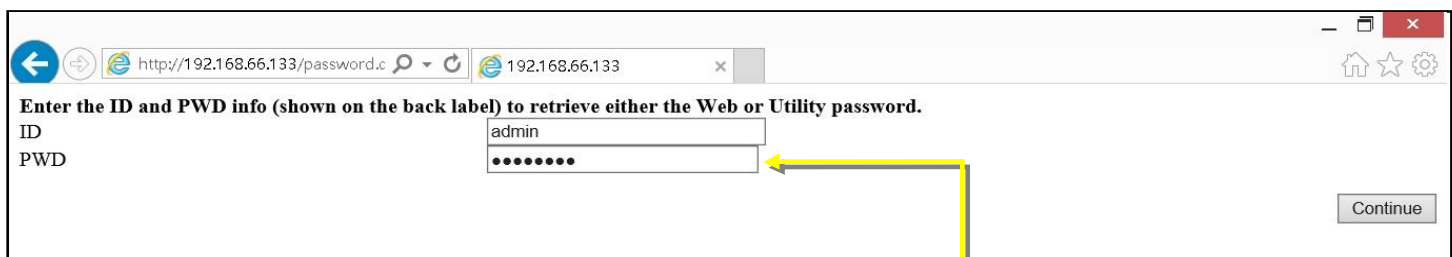 http://192.168.66.133/password.c
192.168.66.133
Enter the ID and PWD info (shown on the back label) to retrieve either the Web or Utility password.
ID admin
PWD ••••••••
Continue